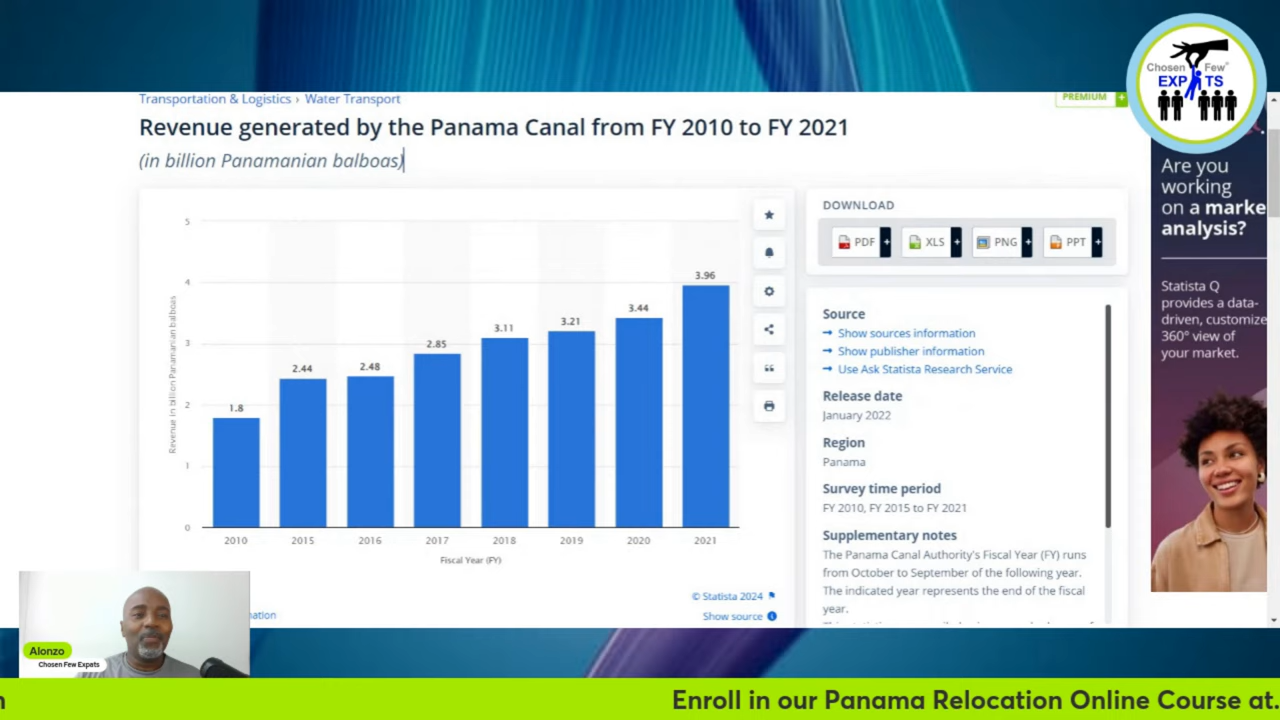 Chosen Few
EXPATS
Transportation & Logistics › Water Transport
PREMIUM +
Revenue generated by the Panama Canal from FY 2010 to FY 2021
(in billion Panamanian balboas)
Revenue in billion Panamanian balboas
5
4
3
2
1
0
1.8
2.44
2.48
2.85
3.11
3.21
3.44
3.96
2010 2015 2016 2017 2018 2019 2020 2021
Fiscal Year (FY)
© Statista 2024
Show source
DOWNLOAD
PDF + XLS + PNG + PPT +
Source
→ Show sources information
→ Show publisher information
→ Use Ask Statista Research Service
Release date
January 2022
Region
Panama
Survey time period
FY 2010, FY 2015 to FY 2021
Supplementary notes
The Panama Canal Authority's Fiscal Year (FY) runs
from October to September of the following year.
The indicated year represents the end of the fiscal
year.
Are you
working
on a marke
analysis?
Statista Q
provides a data-
driven, customize
360° view of
your market.
Alonzo
Chosen Few Expats
Enroll in our Panama Relocation Online Course at.